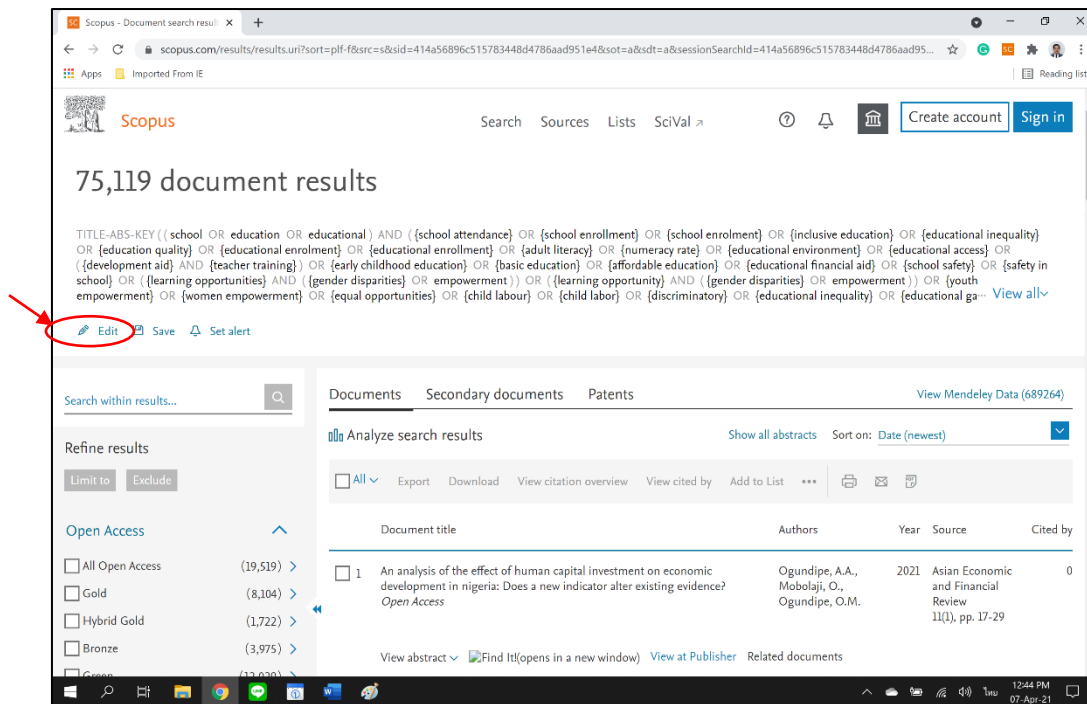 SC Scopus - Document search result
scopus.com/results/results.uri?sort=plf-f&src=s&sid=414a56896c515783448d4786aad951e4&sot=a&sdt=a&sessionSearchId=414a56896c515783448d4786aad95...
SC
Apps Imported From IE Reading list
Scopus Search Sources Lists SciVal Create account Sign in
75,119 document results
TITLE-ABS-KEY (( school OR education OR educational ) AND ( {school attendance} OR {school enrollment} OR {school enrolment} OR {inclusive education} OR {educational inequality}
OR {education quality} OR {educational enrolment} OR {educational enrollment} OR {adult literacy} OR {numeracy rate} OR {educational environment} OR {educational access} OR
( {development aid} AND {teacher training} ) OR {early childhood education} OR {basic education} OR {affordable education} OR {educational financial aid} OR {school safety} OR {safety in
school} OR ( {learning opportunities} AND ( {gender disparities} OR empowerment )) OR ( {learning opportunity} AND ( {gender disparities} OR empowerment )) OR {youth
empowerment} OR {women empowerment} OR {equal opportunities} OR {child labour} OR {child labor} OR {discriminatory} OR {educational inequality} OR {educational ga··· View all
Edit Save Set alert
Search within results...
Documents Secondary documents Patents View Mendeley Data (689264)
Analyze search results Show all abstracts Sort on: Date (newest)
Refine results
Limit to Exclude
All Export Download View citation overview View cited by Add to List •••
Open Access
Document title Authors Year Source Cited by
All Open Access (19,519)
Gold (8,104)
Hybrid Gold (1,722)
Bronze (3,975)
Green
1 An analysis of the effect of human capital investment on economic
development in nigeria: Does a new indicator alter existing evidence?
Open Access
Ogundipe, A.A.,
Mobolaji, O.,
Ogundipe, O.M.
2021
Asian Economic
and Financial
Review
11(1), pp. 17-29
0
View abstract Find It!(opens in a new window) View at Publisher Related documents
LINE
W
ไทย
12:44 PM
07-Apr-21